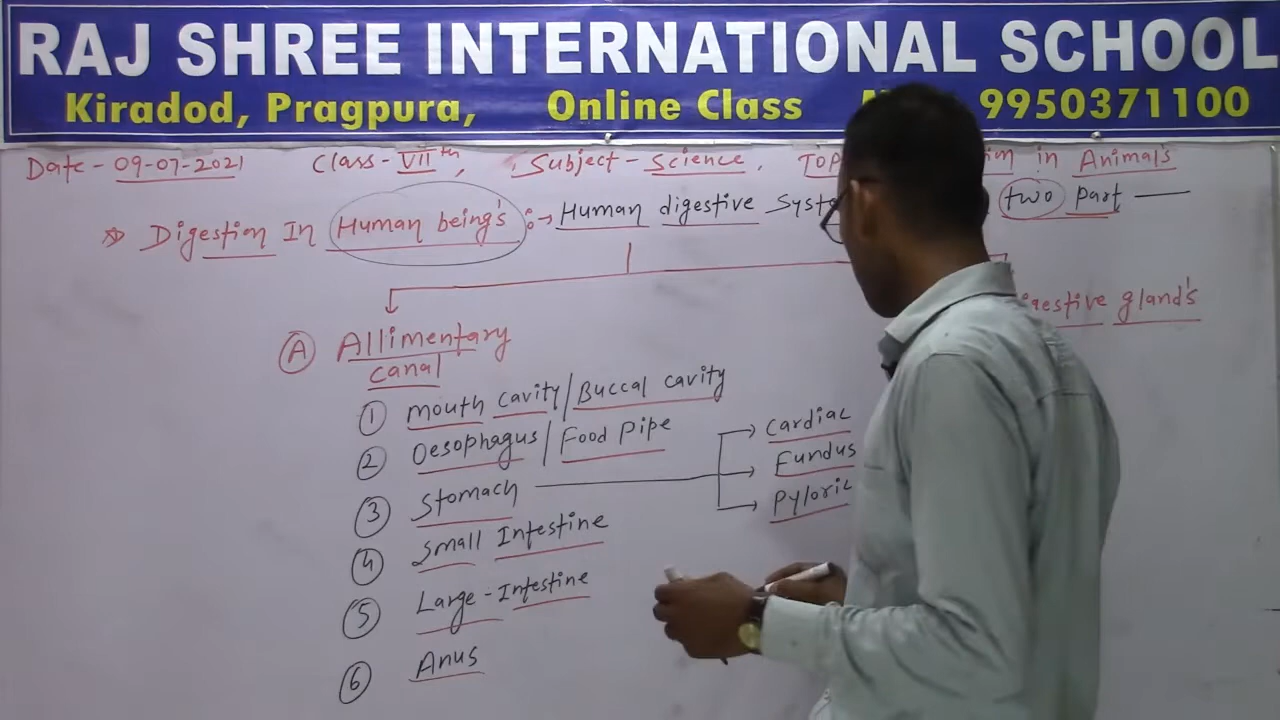 RAJ SHREE INTERNATIONAL SCHOOL
Kiradod, Pragpura, Online Class 9950371100
Date - 09-07-2021 Class - VIIth, Subject - Science, in Animal's
Digestion In Human being's :→ Human digestive two part —
A Allimentary
canal
gland's
1 Mouth cavity / Buccal cavity
2 Oesophagus / Food Pipe
3 Stomach
Cardiac
Fundus
Pyloric
4 Small Intestine
5 Large - Intestine
6 Anus